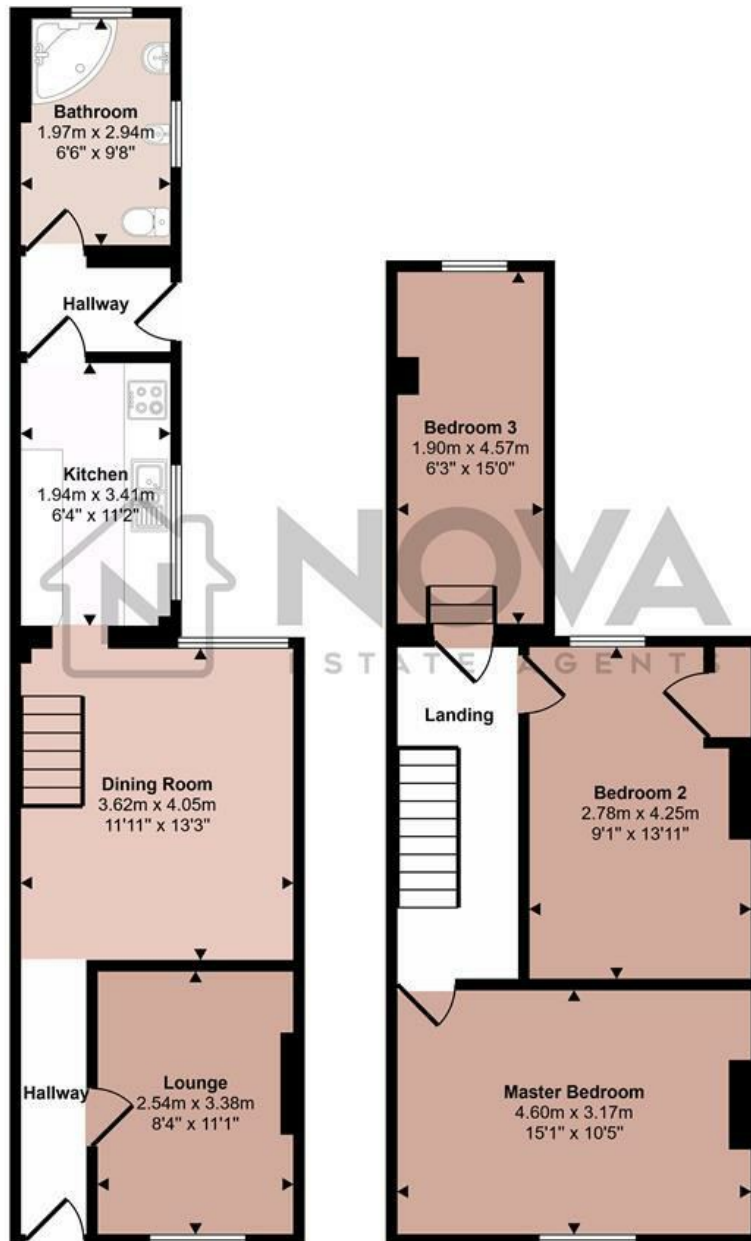 Bathroom
1.97m x 2.94m
6'6" x 9'8"
Hallway
Kitchen
1.94m x 3.41m
6'4" x 11'2"
Dining Room
3.62m x 4.05m
11'11" x 13'3"
Hallway
Lounge
2.54m x 3.38m
8'4" x 11'1"
Bedroom 3
1.90m x 4.57m
6'3" x 15'0"
Landing
Bedroom 2
2.78m x 4.25m
9'1" x 13'11"
Master Bedroom
4.60m x 3.17m
15'1" x 10'5"
N NOVA
ESTATE AGENTS